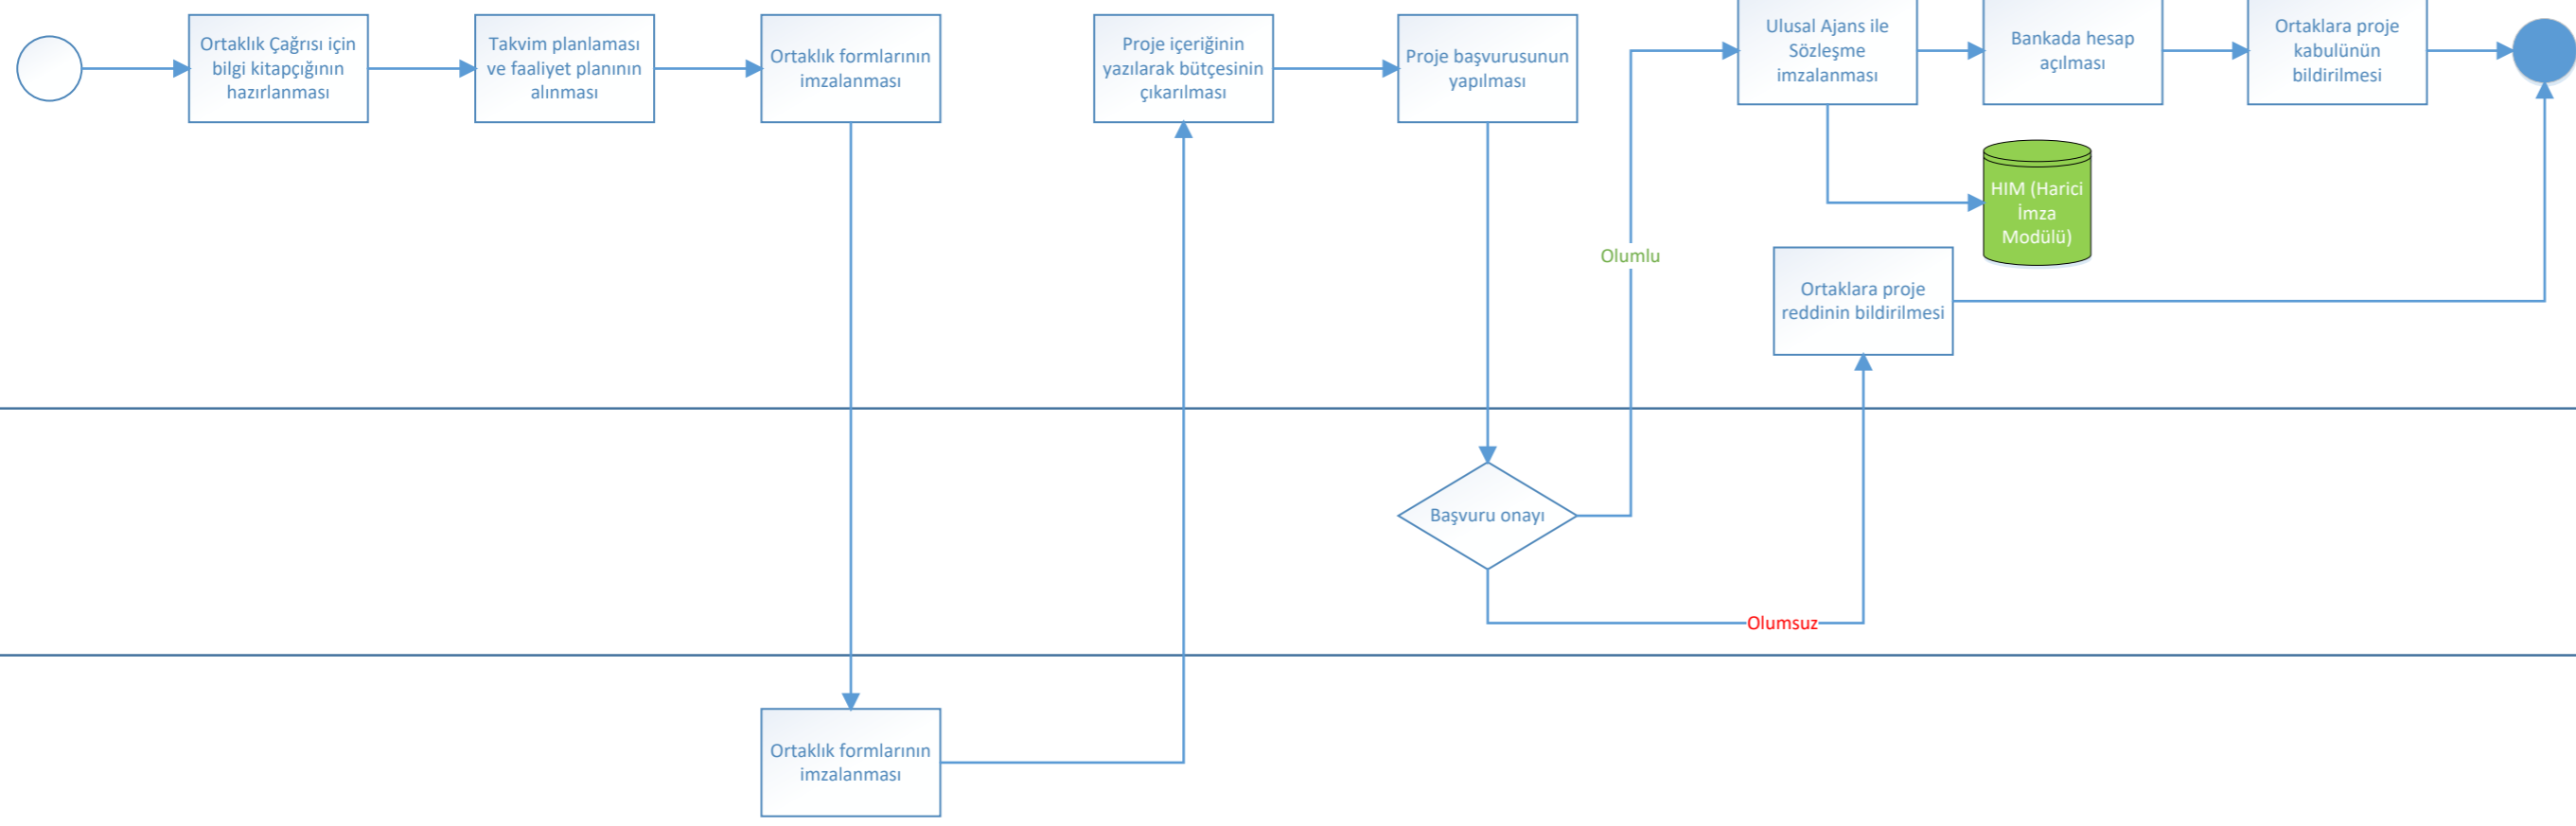 Ortaklık Çağrısı için
bilgi kitapçığının
hazırlanması
Takvim planlaması
ve faaliyet planının
alınması
Ortaklık formlarının
imzalanması
Proje içeriğinin
yazılarak bütçesinin
çıkarılması
Proje başvurusunun
yapılması
Ulusal Ajans ile
Sözleşme
imzalanması
Bankada hesap
açılması
Ortaklara proje
kabulünün
bildirilmesi
HIM (Harici
İmza
Modülü)
Olumlu
Ortaklara proje
reddinin bildirilmesi
Başvuru onayı
Olumsuz
Ortaklık formlarının
imzalanması